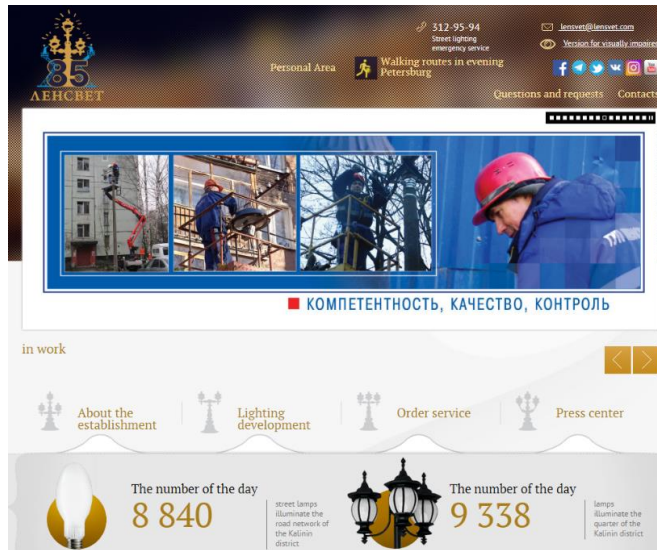 312-95-94
Street lighting
emergency service
lensvet@lensvet.com
Version for visually impaired
Personal Area
Walking routes in evening
Petersburg
85
ЛЕНСВЕТ
Questions and requests Contacts
КОМПЕТЕНТНОСТЬ, КАЧЕСТВО, КОНТРОЛЬ
in work
About the
establishment
Lighting
development
Order service
Press center
The number of the day
8 840
street lamps
illuminate the
road network of
the Kalinin
district
The number of the day
9 338
lamps
illuminate the
quarter of the
Kalinin district